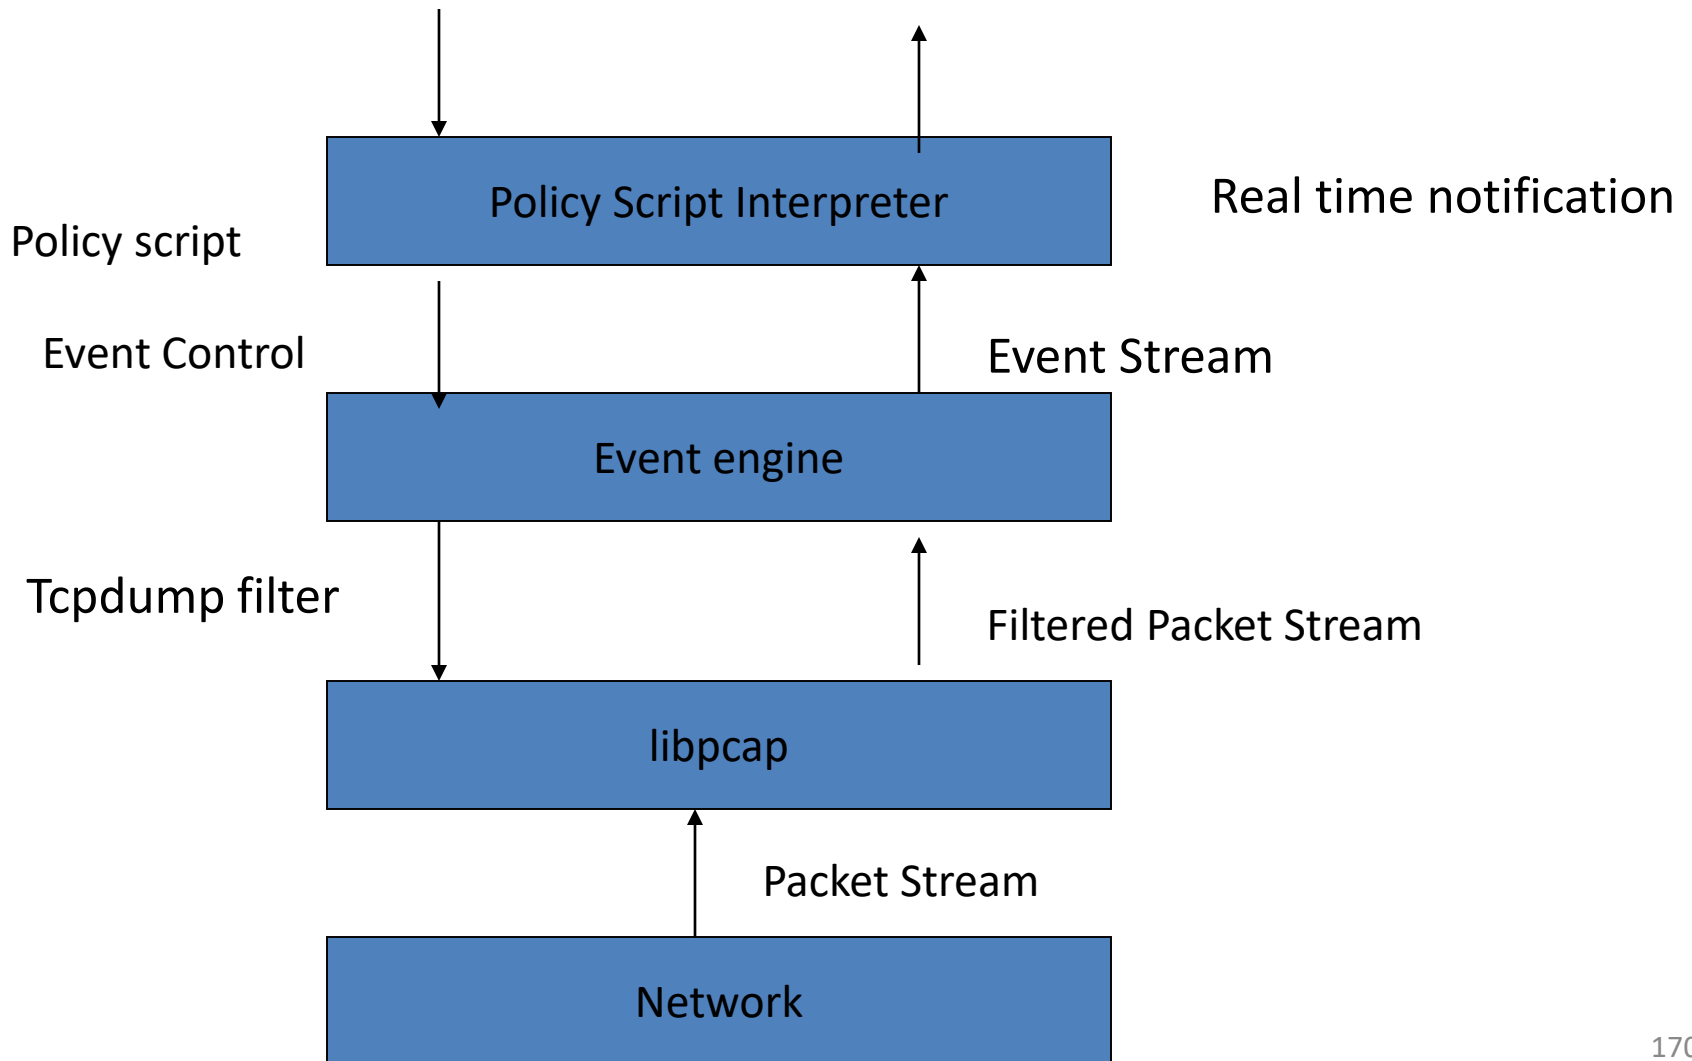 Policy Script Interpreter
Real time notification
Policy script
Event Control
Event Stream
Event engine
Tcpdump filter
Filtered Packet Stream
libpcap
Packet Stream
Network
170